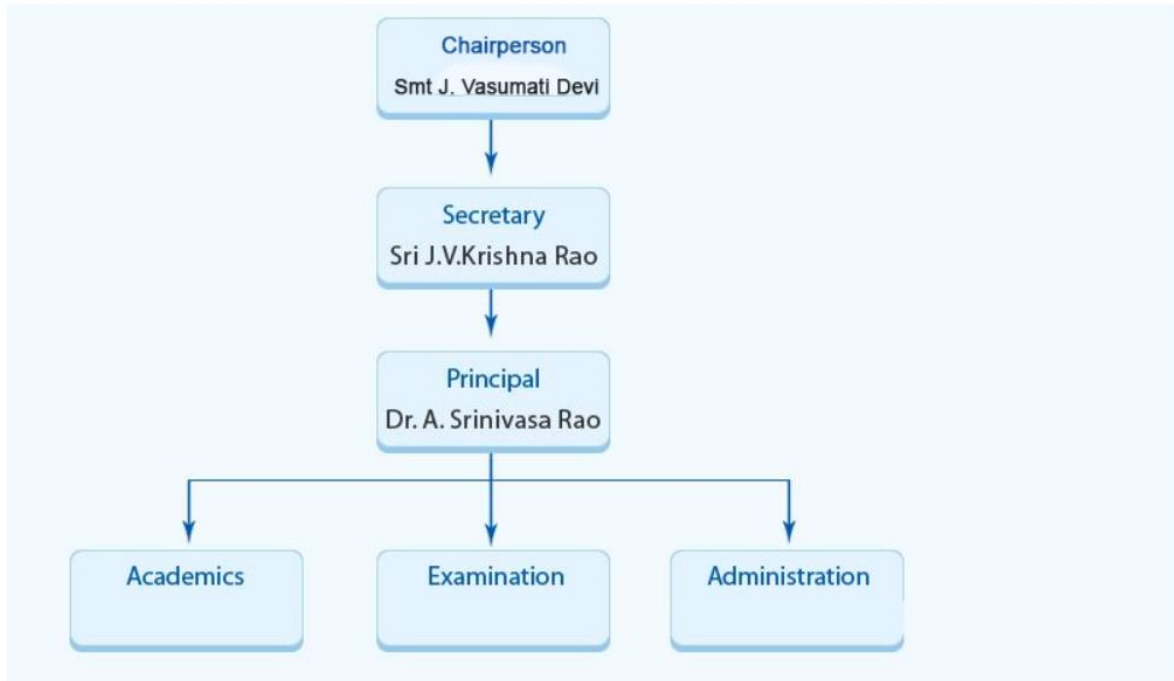 Chairperson
Smt J. Vasumati Devi
Secretary
Sri J.V.Krishna Rao
Principal
Dr. A. Srinivasa Rao
Academics
Examination
Administration